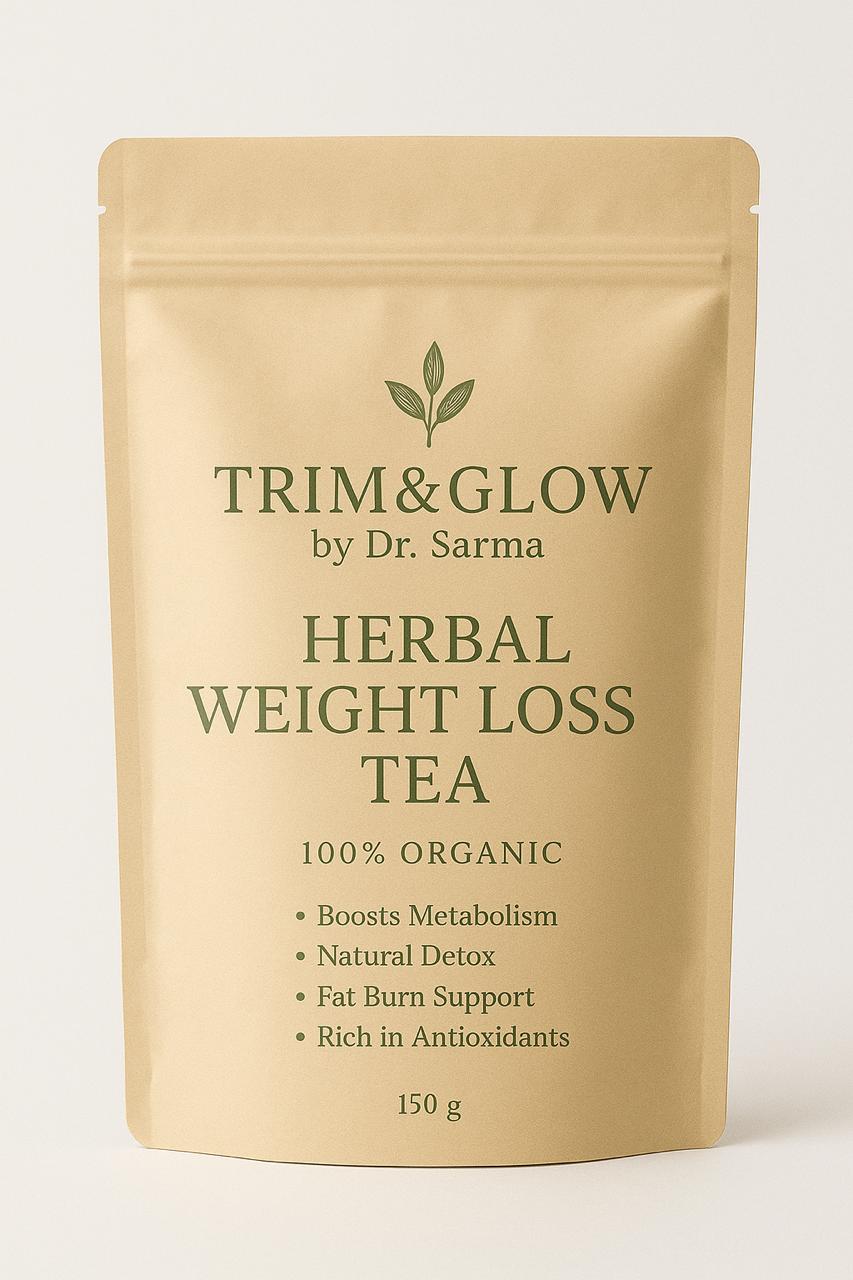 TRIM&GLOW
by Dr. Sarma
HERBAL
WEIGHT LOSS
TEA
100% ORGANIC
• Boosts Metabolism
• Natural Detox
• Fat Burn Support
• Rich in Antioxidants
150 g